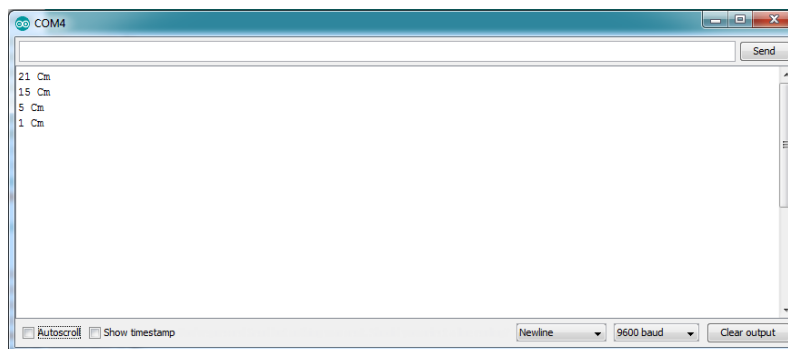 COM4
Send
21 Cm
15 Cm
5 Cm
1 Cm
Autoscroll Show timestamp Newline 9600 baud Clear output